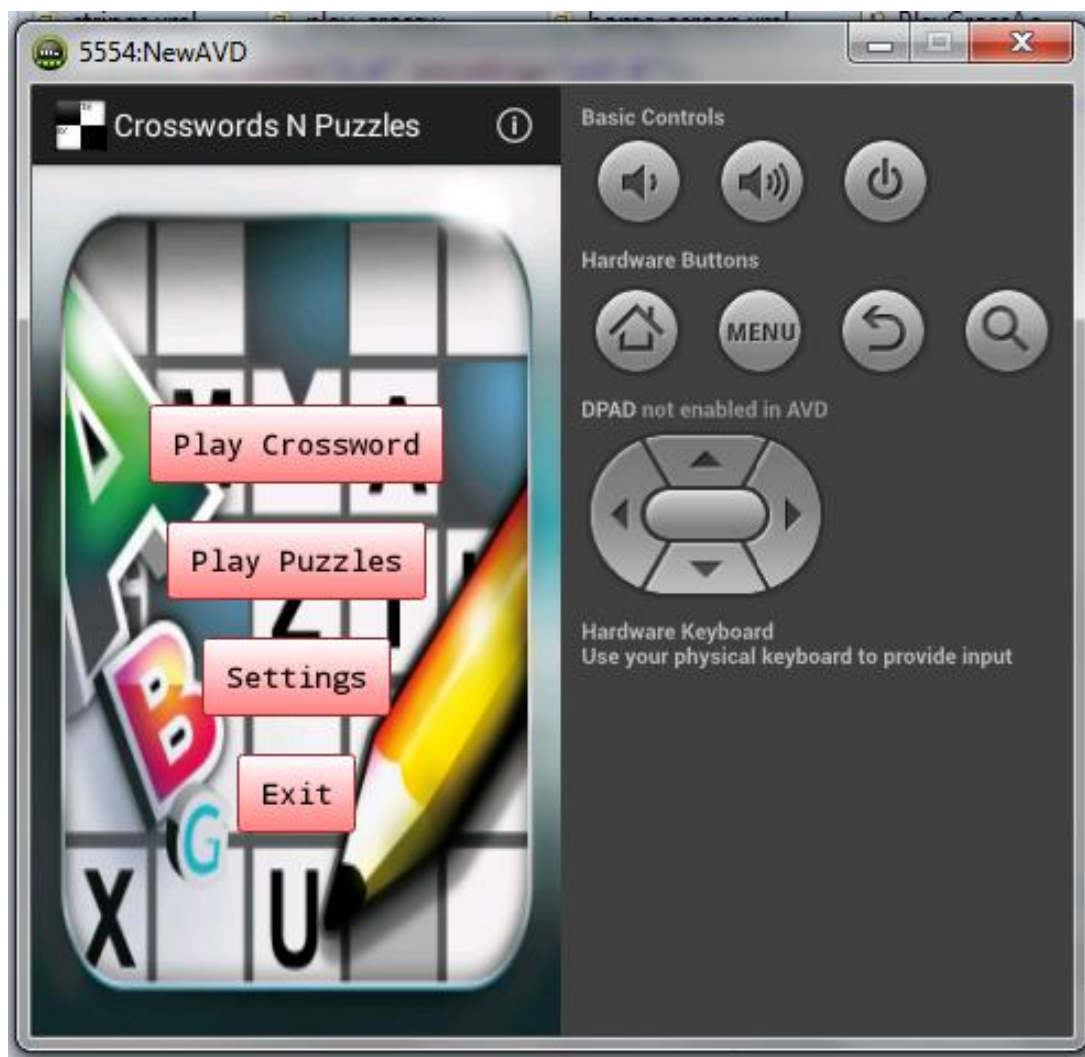 5554:NewAVD
Crosswords N Puzzles
Basic Controls
Hardware Buttons
MENU
DPAD not enabled in AVD
Play Crossword
Play Puzzles
Settings
Exit
Hardware Keyboard
Use your physical keyboard to provide input
A
B
G
X
U